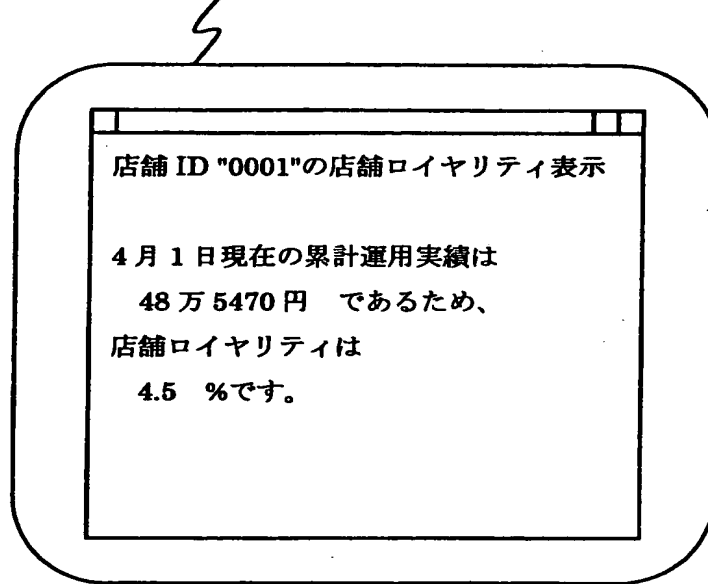 店舗 ID "0001"の店舗ロイヤリティ表示
4 月 1 日現在の累計運用実績は
48 万 5470 円　であるため、
店舗ロイヤリティは
4.5　%です。